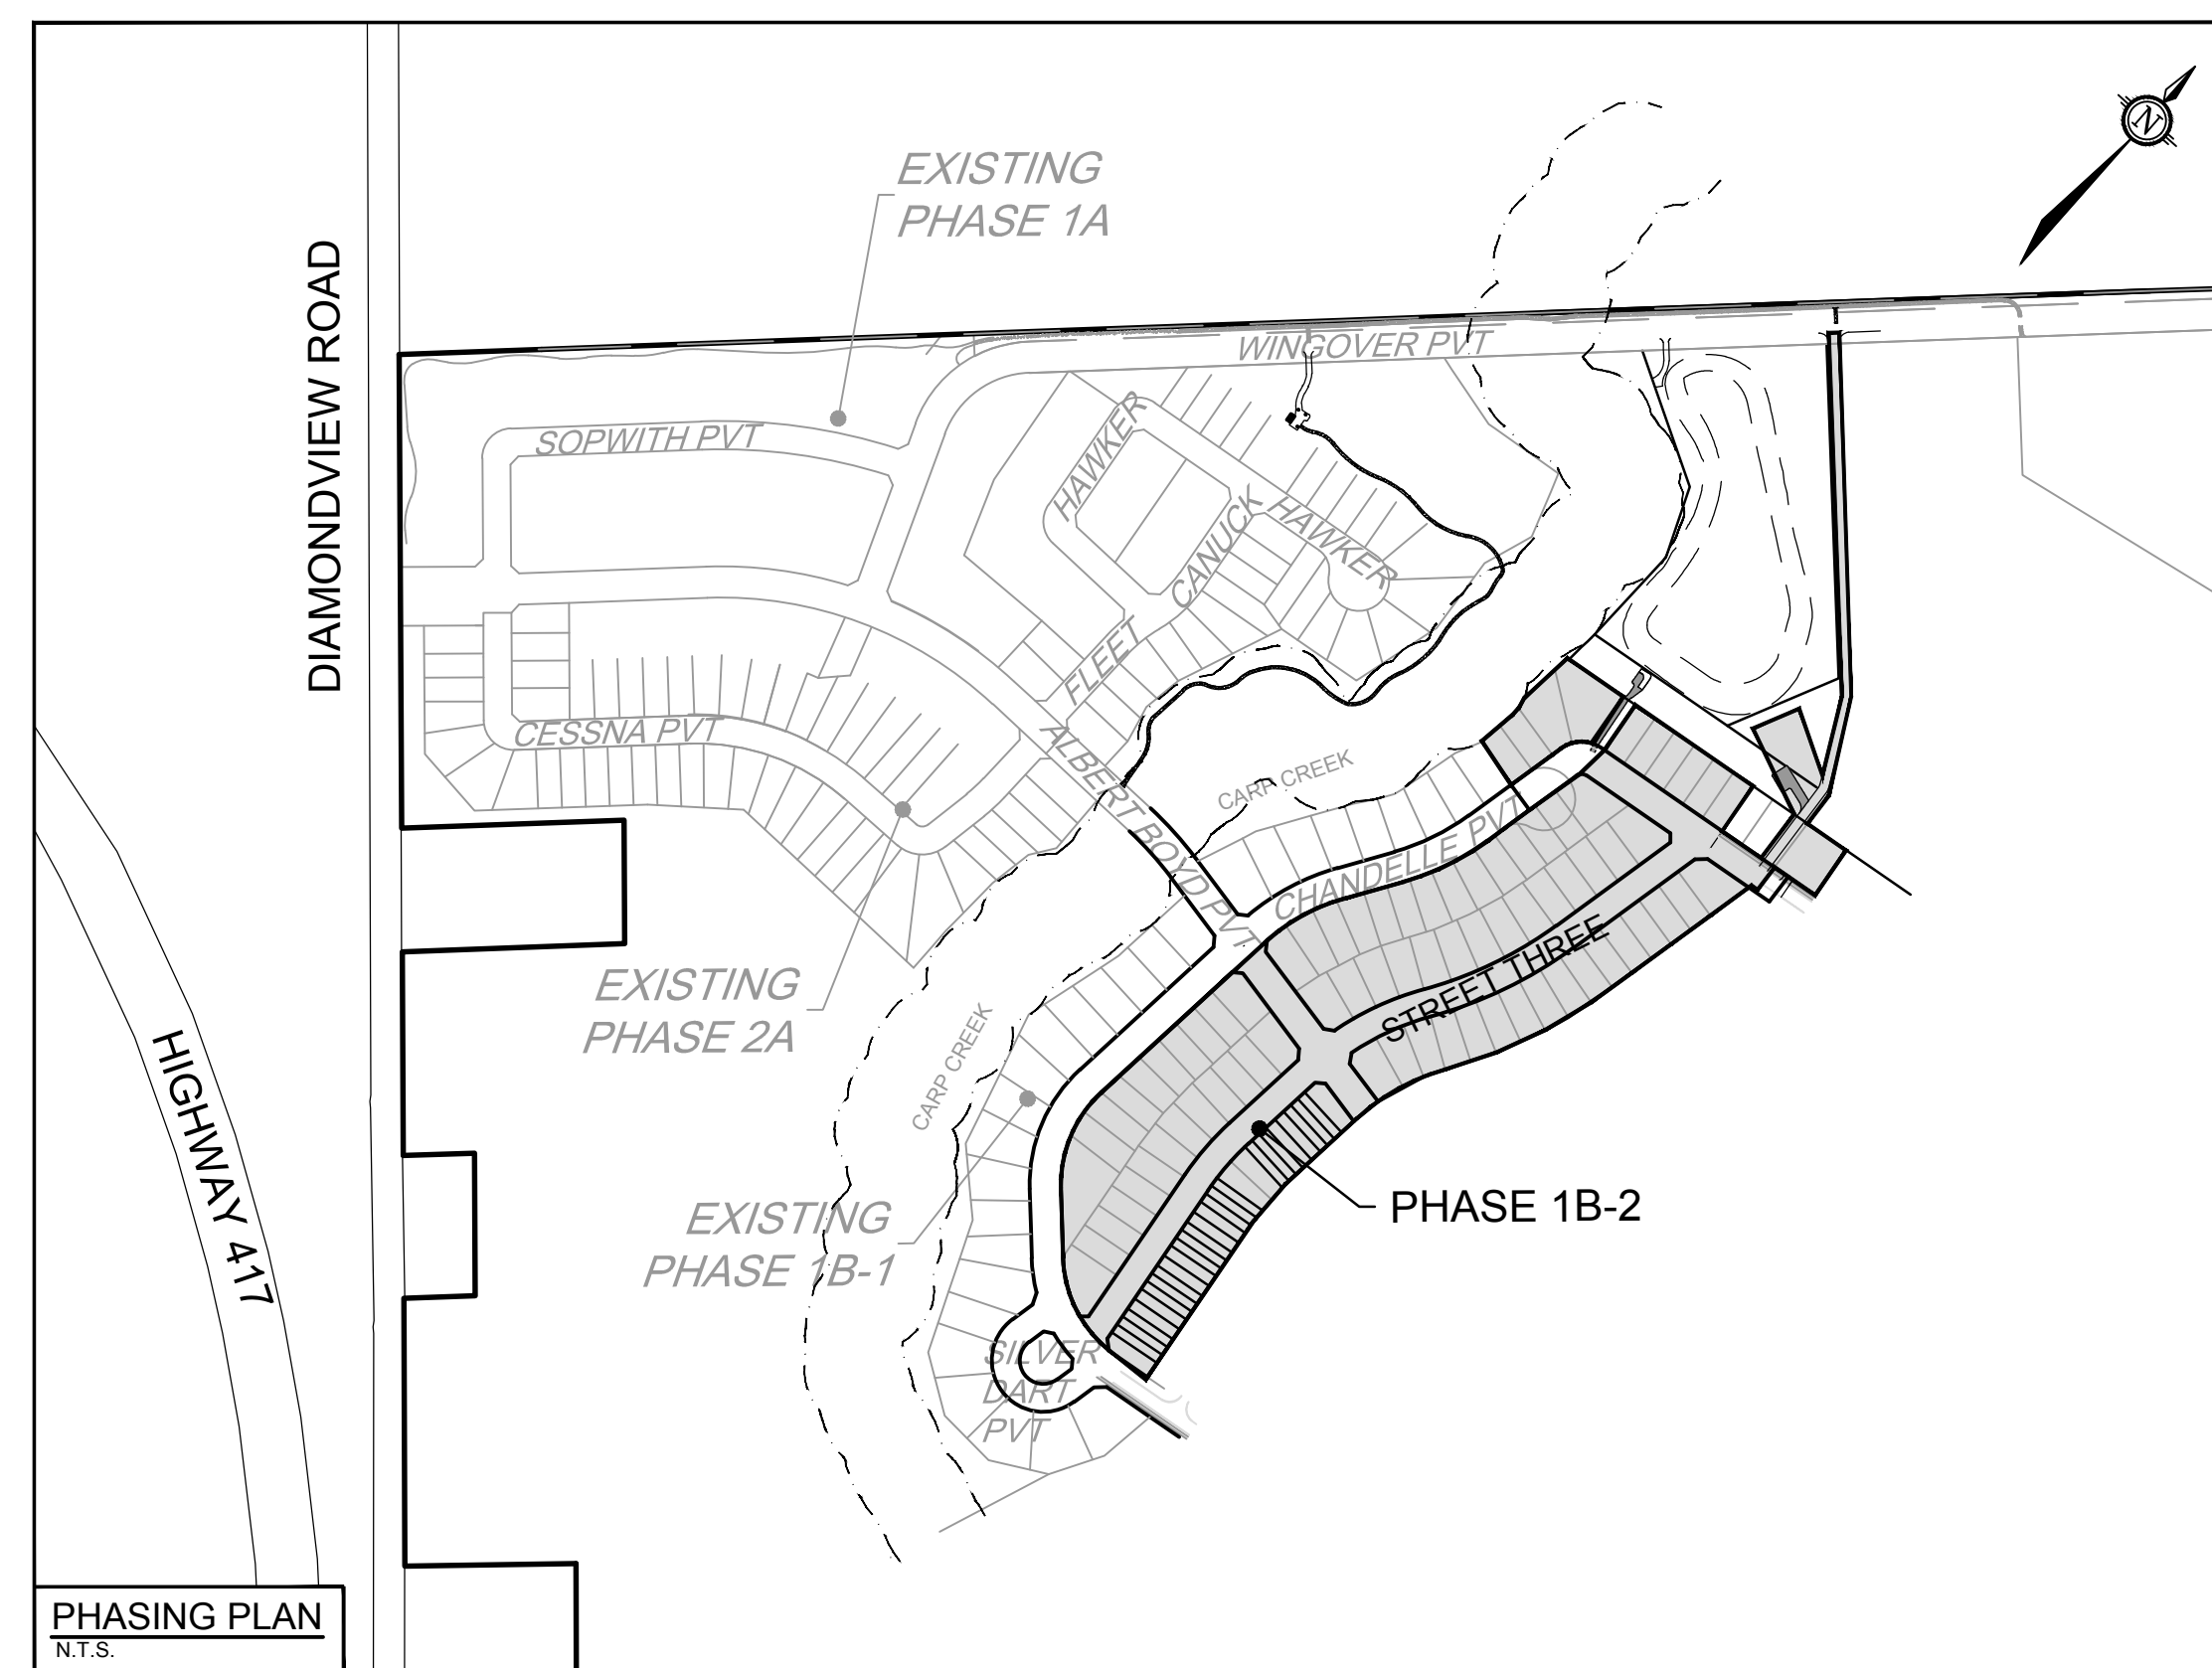 N
EXISTING
PHASE 1A
DIAMONDVIEW ROAD
WINGOVER PVT
SOPWITH PVT
HAWKER
HAWKER
CANUCK
FLEET
CESSNA PVT
ALBERT BOYD PVT
CARP CREEK
CHANDELLE PVT
STREET THREE
EXISTING
PHASE 2A
CARP CREEK
HIGHWAY 417
EXISTING
PHASE 1B-1
PHASE 1B-2
SILVER
DART
PVT
PHASING PLAN
N.T.S.